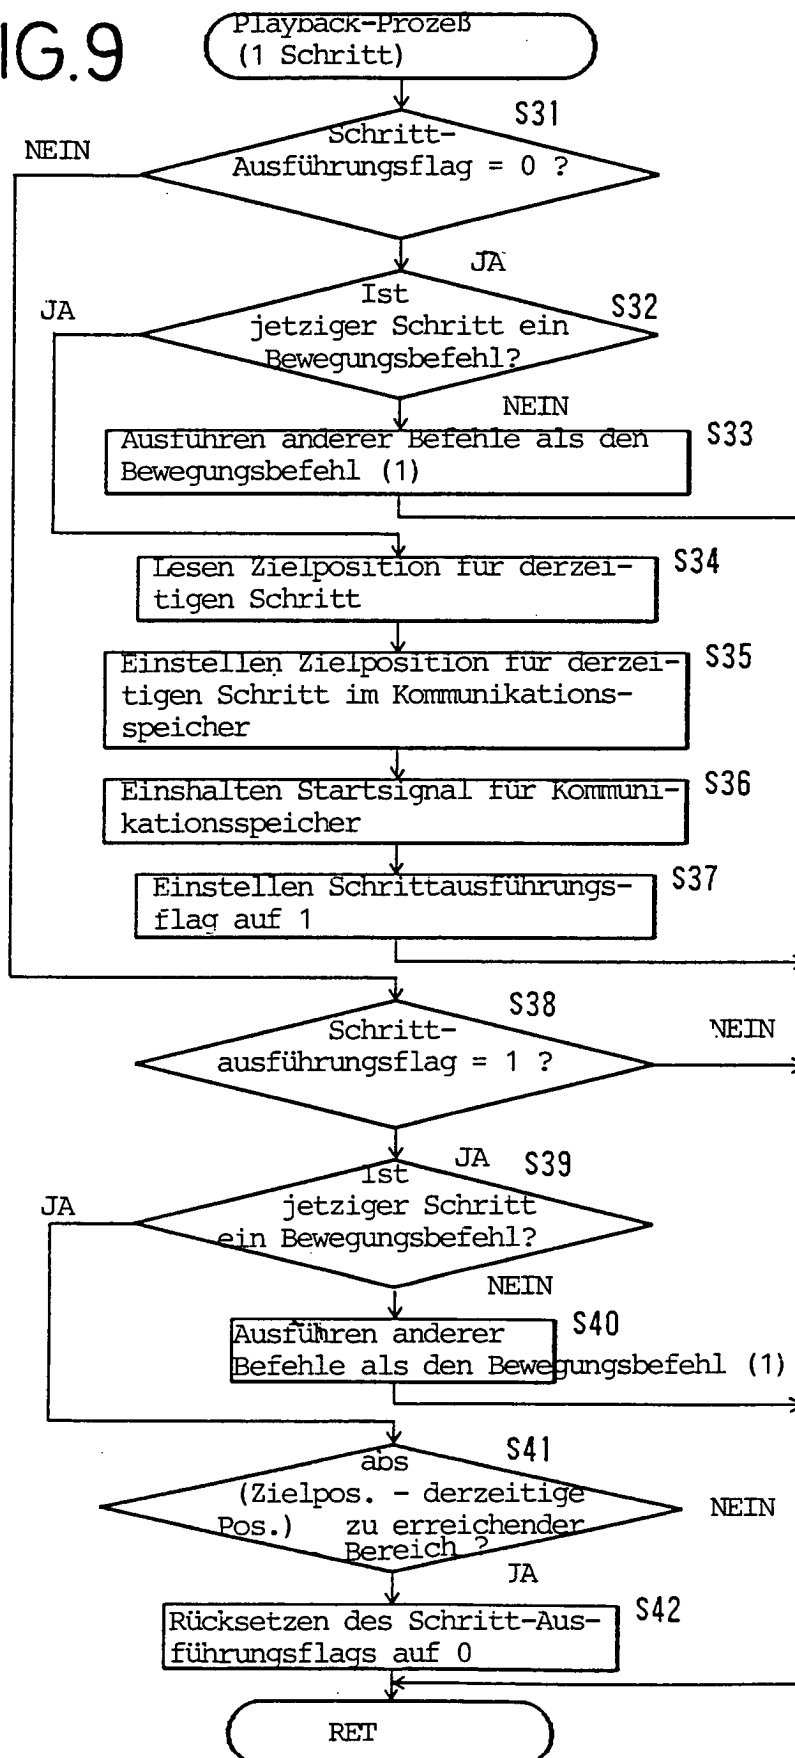 IG.9
Playback-Prozeß
(1 Schritt)
S31
Schritt-
Ausführungsflag = 0 ?
NEIN
JA
S32
Ist
jetziger Schritt ein
Bewegungsbefehl?
JA
NEIN
S33
Ausführen anderer Befehle als den
Bewegungsbefehl (1)
S34
Lesen Zielposition für derzei-
tigen Schritt
S35
Einstellen Zielposition für derzei-
tigen Schritt im Kommunikations-
speicher
S36
Einshalten Startsignal für Kommuni-
kationsspeicher
S37
Einstellen Schrittausführungs-
flag auf 1
S38
Schritt-
ausführungsflag = 1 ?
NEIN
JA
S39
Ist
jetziger Schritt
ein Bewegungsbefehl?
JA
NEIN
S40
Ausführen anderer
Befehle als den Bewegungsbefehl (1)
S41
abs
(Zielpos. - derzeitige
Pos.) zu erreichender
Bereich ?
NEIN
JA
S42
Rücksetzen des Schritt-Aus-
führungsflags auf 0
RET